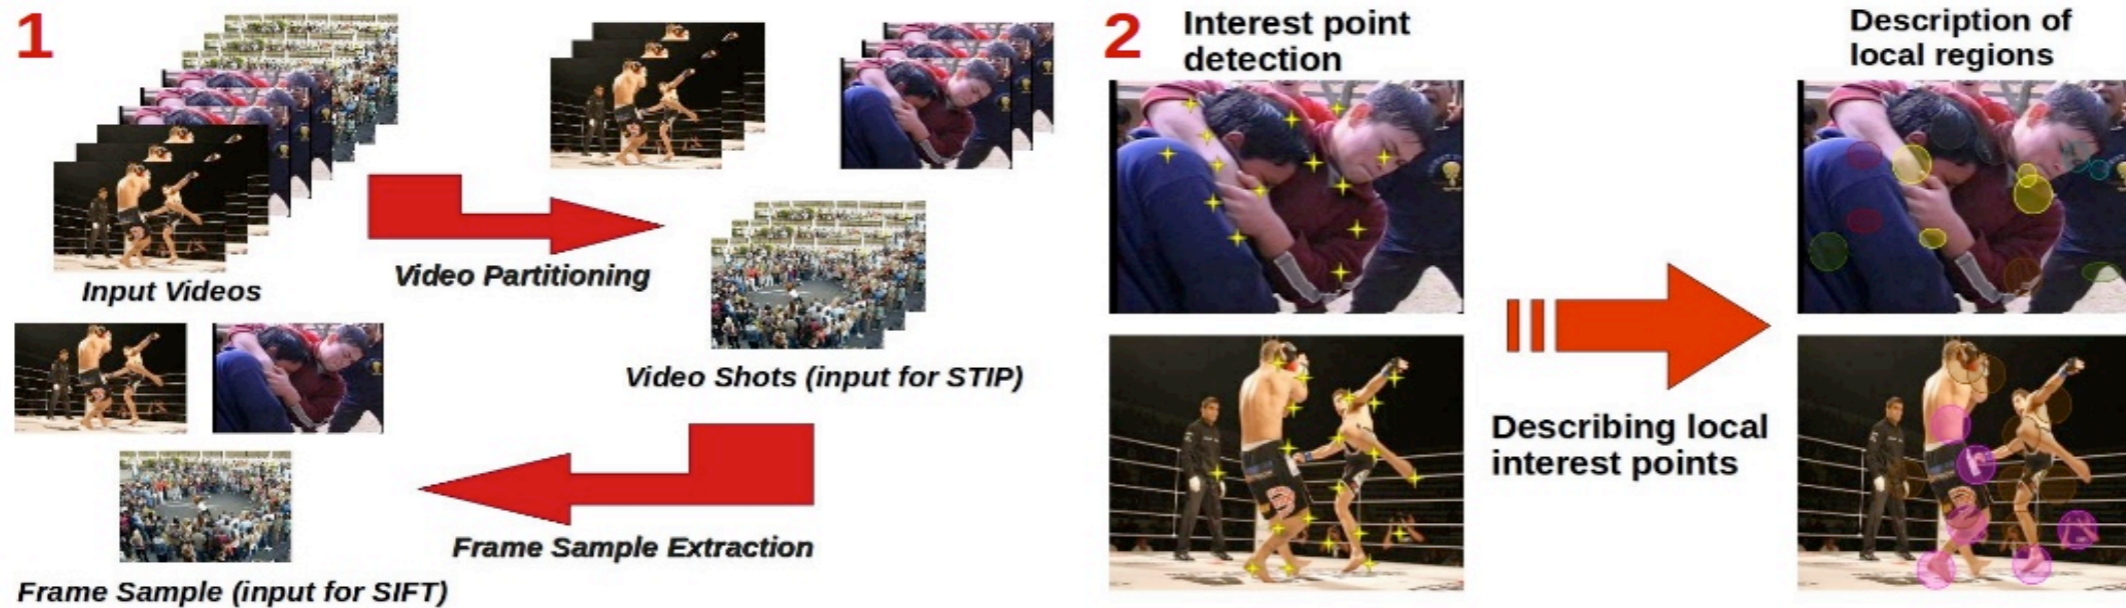 1
Input Videos
Video Partitioning
Video Shots (input for STIP)
Frame Sample Extraction
Frame Sample (input for SIFT)
2
Interest point
detection
Describing local
interest points
Description of
local regions